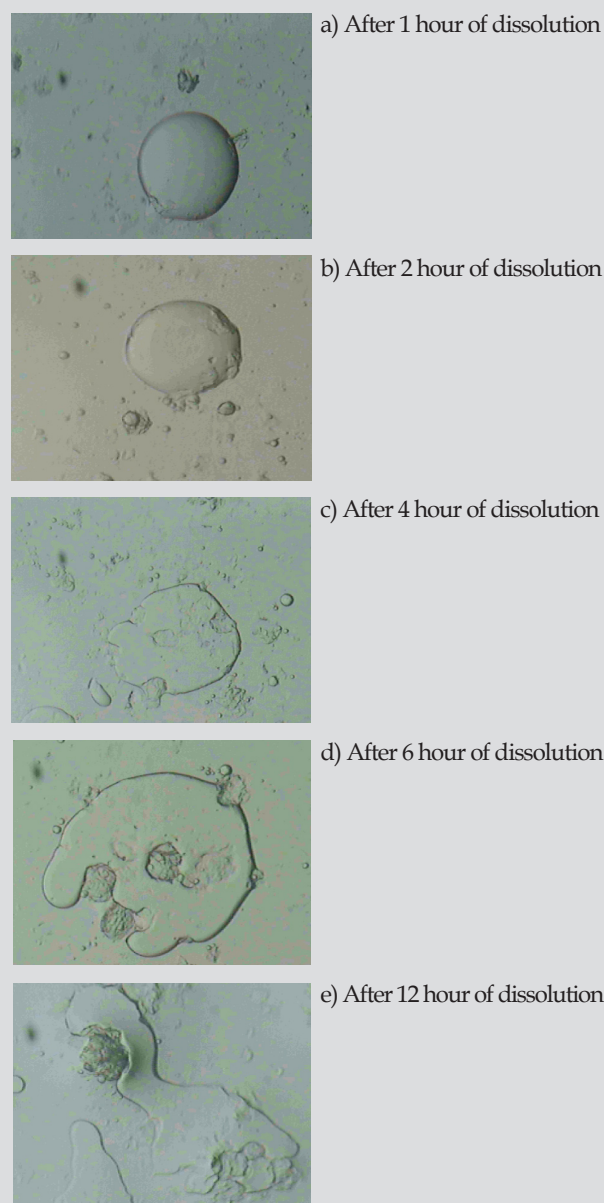 a) After 1 hour of dissolution
b) After 2 hour of dissolution
c) After 4 hour of dissolution
d) After 6 hour of dissolution
e) After 12 hour of dissolution